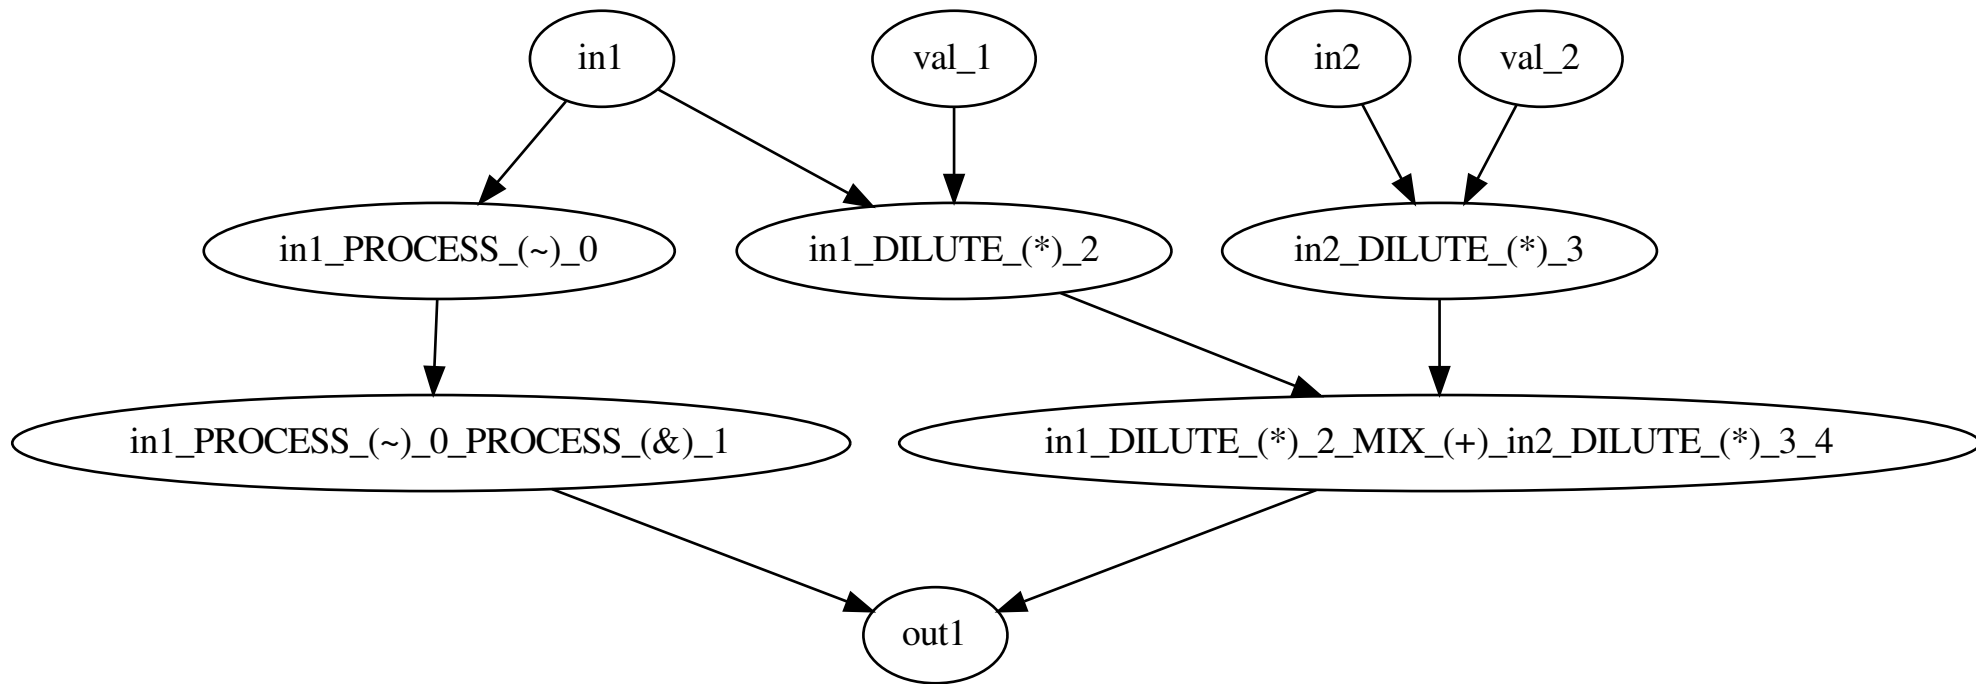 in1
val_1
in2
val_2
in1_PROCESS_(~)_0
in1_DILUTE_(*)_2
in2_DILUTE_(*)_3
in1_PROCESS_(~)_0_PROCESS_(&)_1
in1_DILUTE_(*)_2_MIX_(+)_in2_DILUTE_(*)_3_4
out1